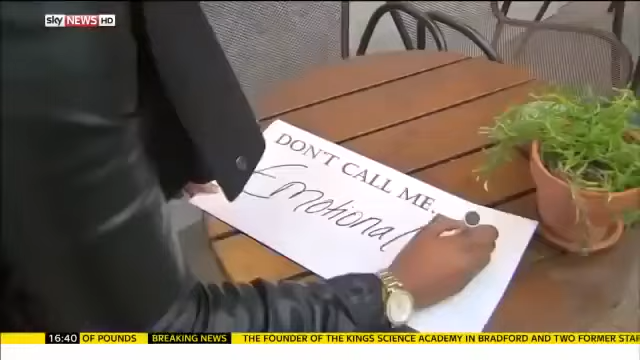 sky NEWS HD
DON'T CALL ME.
Emotional
16:40 OF POUNDS BREAKING NEWS THE FOUNDER OF THE KINGS SCIENCE ACADEMY IN BRADFORD AND TWO FORMER STAF